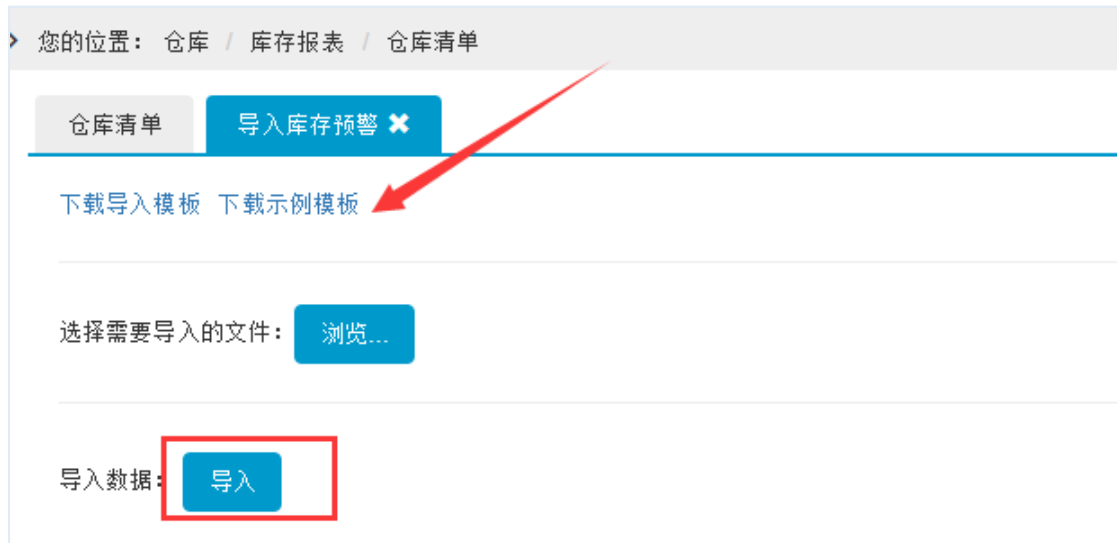 您的位置： 仓库 / 库存报表 / 仓库清单
仓库清单 导入库存预警 ✖
下载导入模板 下载示例模板
选择需要导入的文件： 浏览...
导入数据： 导入